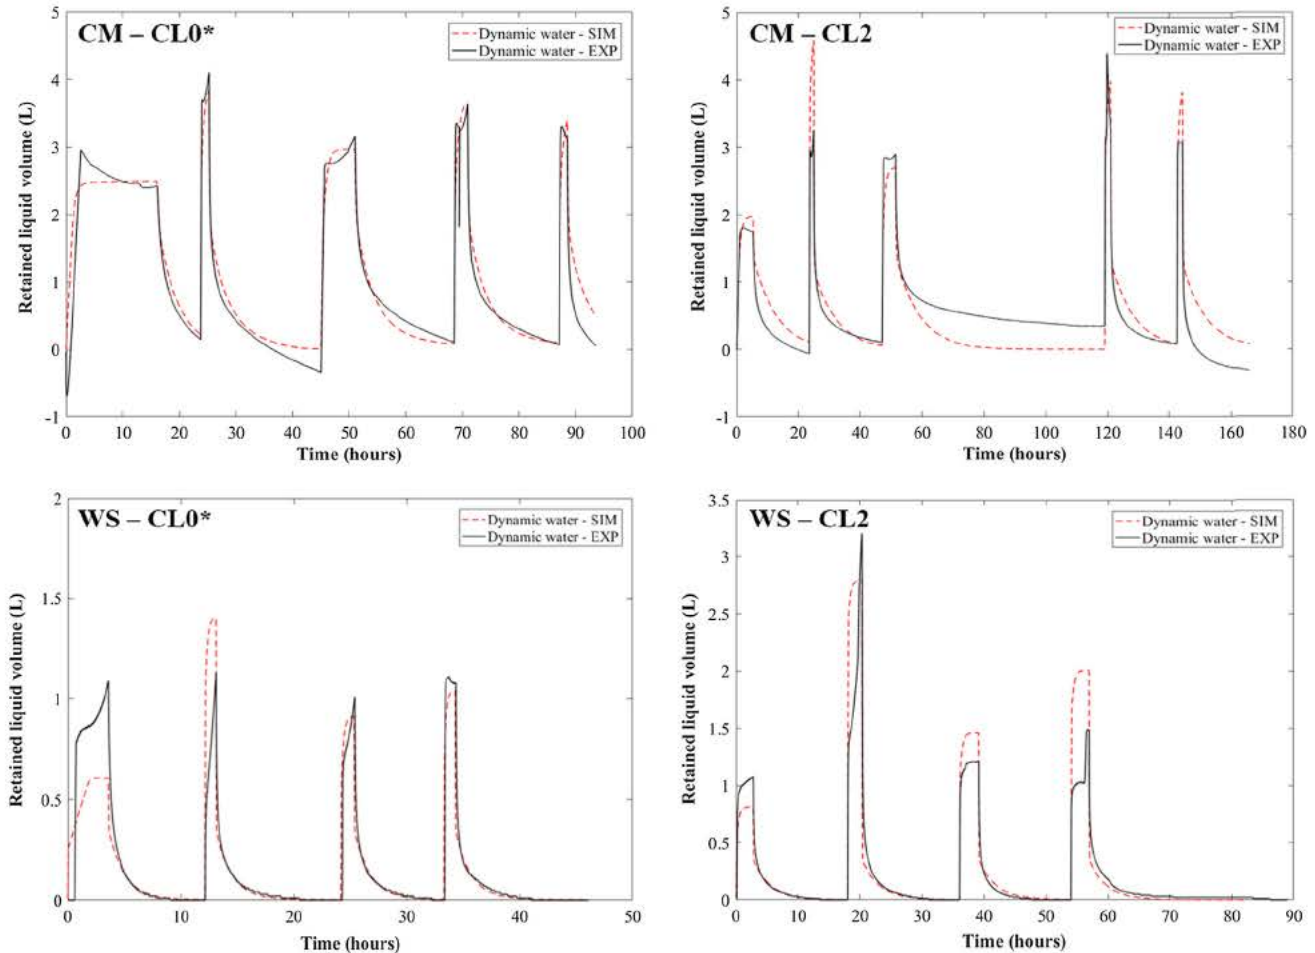 CM – CL0*
Dynamic water - SIM
Dynamic water - EXP
5
4
3
2
1
0
-1
Retained liquid volume (L)
0 10 20 30 40 50 60 70 80 90 100
Time (hours)
CM – CL2
Dynamic water - SIM
Dynamic water - EXP
5
4
3
2
1
0
-1
Retained liquid volume (L)
0 20 40 60 80 100 120 140 160 180
Time (hours)
WS – CL0*
Dynamic water - SIM
Dynamic water - EXP
2
1.5
1
0.5
0
Retained liquid volume (L)
0 10 20 30 40 50
Time (hours)
WS – CL2
Dynamic water - SIM
Dynamic water - EXP
3.5
3
2.5
2
1.5
1
0.5
0
Retained liquid volume (L)
0 10 20 30 40 50 60 70 80 90
Time (hours)